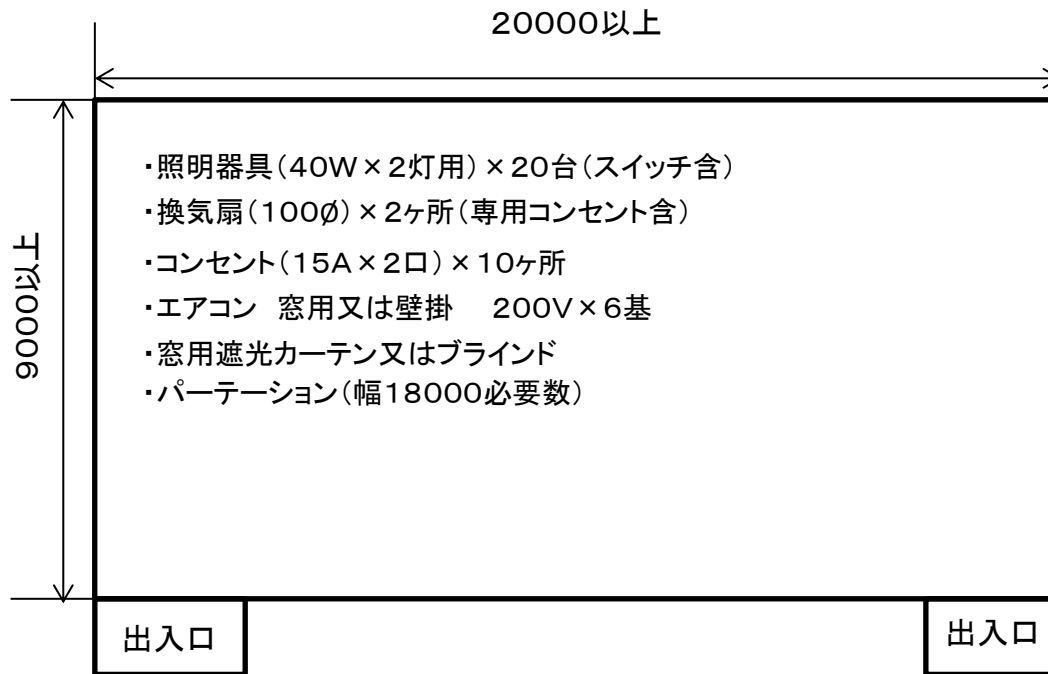 20000以上
9000以上
・照明器具(40W×2灯用)×20台(スイッチ含)
・換気扇(100Ø)×2ヶ所(専用コンセント含)
・コンセント(15A×2口)×10ヶ所
・エアコン　窓用又は壁掛　200V×6基
・窓用遮光カーテン又はブラインド
・パーテーション(幅18000必要数)
出入口
出入口